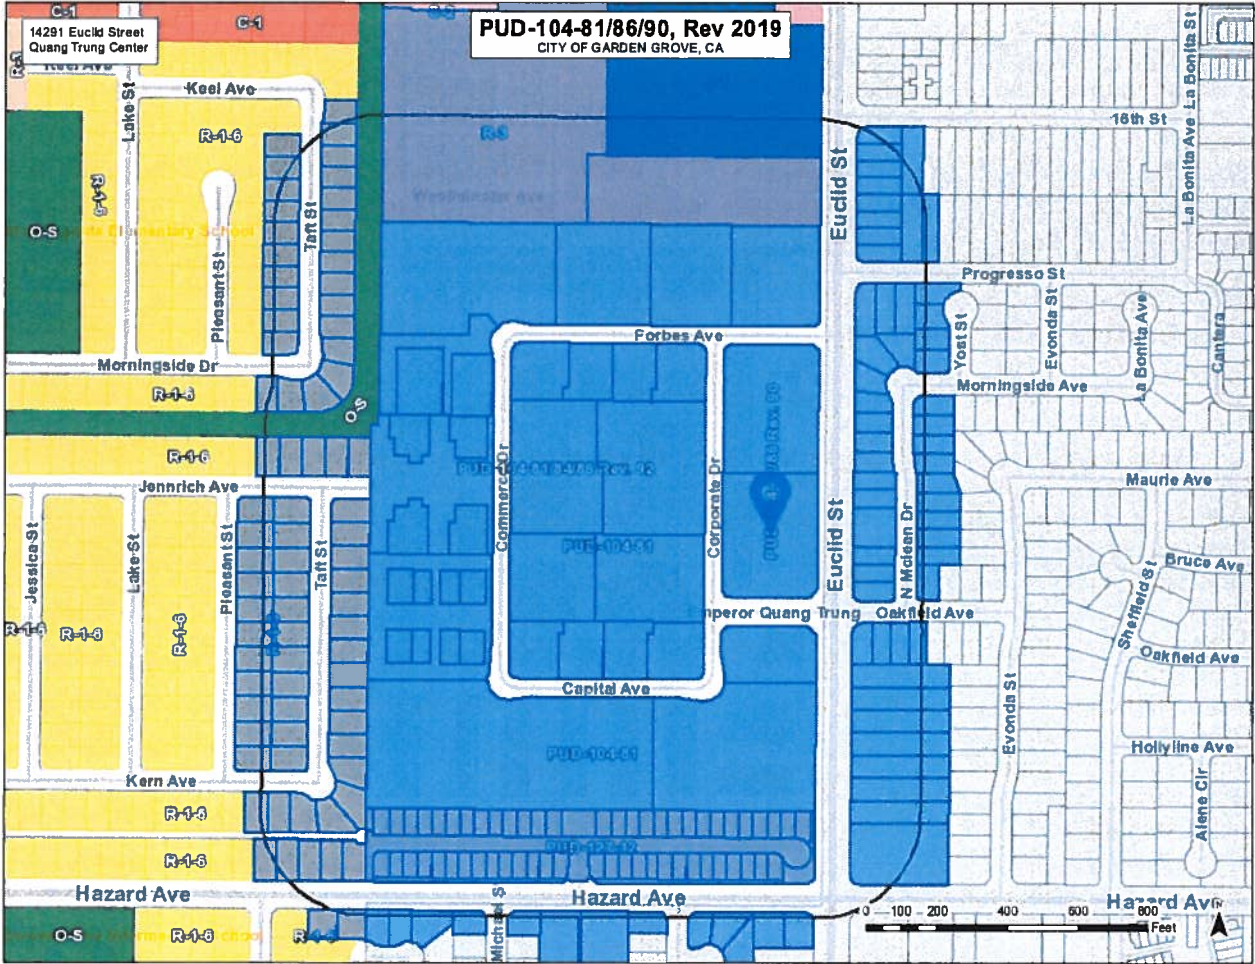 C-1
C-1
14291 Euclid Street
Quang Trung Center
PUD-104-81/86/90, Rev 2019
CITY OF GARDEN GROVE, CA
Keel Ave
Keel Ave
Lake St
R-1-6
R-3
16th St
La Bonita St
La Bonita Ave
Euclid St
O-S
Taft St
Pleasant St
Progresso St
Forbes Ave
Yost St
Evonda St
La Bonita Ave
Cantera
Morningside Dr
Morningside Ave
R-1-6
O-S
R-1-6
Jennrich Ave
Maurie Ave
Commerce Dr
Corporate Dr
Euclid St
N Mclean Dr
PUD-104-81
Jessica St
Lake St
Pleasant St
Taft St
Bruce Ave
Sheffield St
Emperor Quang Trung
Oakfield Ave
R-1-6
R-1-6
R-1-6
Oakfield Ave
Capital Ave
Evonda St
PUD-104-81
Hollyline Ave
Kern Ave
Alene Cir
R-1-6
R-1-6
Hazard Ave
Hazard Ave
Hazard Ave
Michael S
0 100 200 400 600 800
Feet
N
O-S
R-1-6